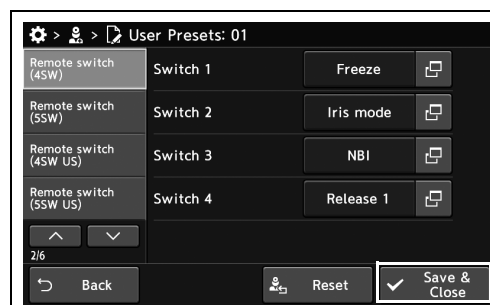 > > User Presets: 01
Remote switch
(4SW)
Switch 1
Freeze
Remote switch
(5SW)
Switch 2
Iris mode
Remote switch
(4SW US)
Switch 3
NBI
Remote switch
(5SW US)
Switch 4
Release 1
2/6
Back
Reset
Save &
Close